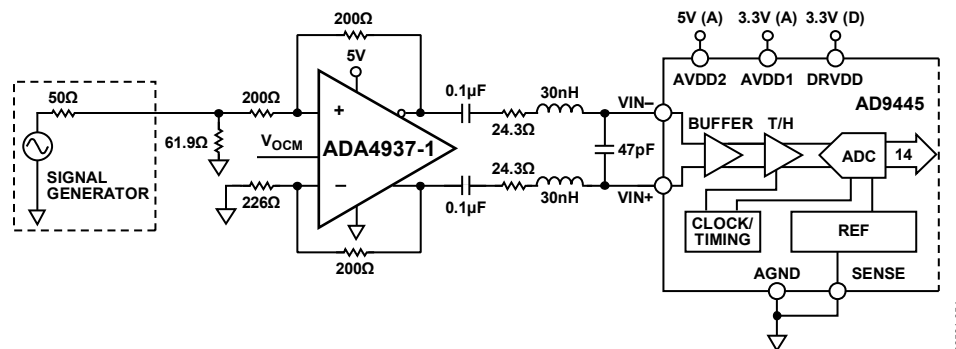 200Ω
5V
50Ω
200Ω
61.9Ω
SIGNAL
GENERATOR
+
VOCM
ADA4937-1
−
226Ω
200Ω
0.1µF
30nH
24.3Ω
24.3Ω
0.1µF
30nH
47pF
VIN−
VIN+
5V (A)
3.3V (A)
3.3V (D)
AVDD2
AVDD1
DRVDD
AD9445
BUFFER
T/H
ADC
14
CLOCK/
TIMING
REF
AGND
SENSE